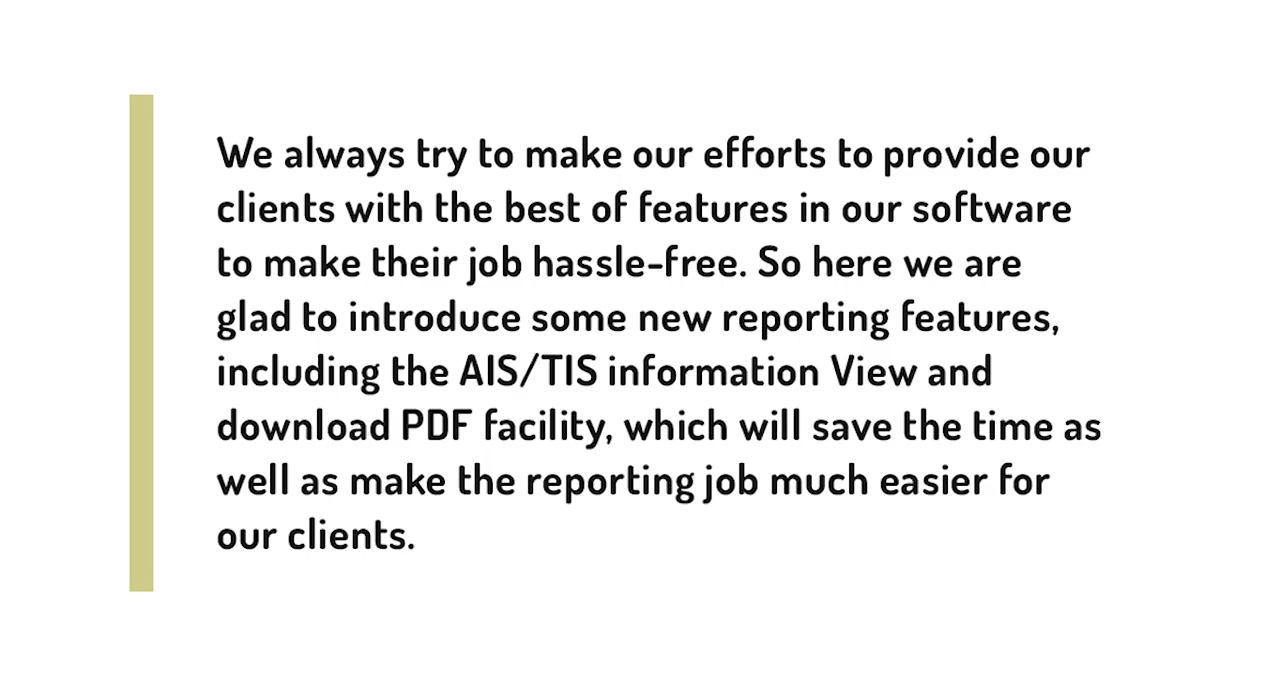 We always try to make our efforts to provide our
clients with the best of features in our software
to make their job hassle-free. So here we are
glad to introduce some new reporting features,
including the AIS/TIS information View and
download PDF facility, which will save the time as
well as make the reporting job much easier for
our clients.